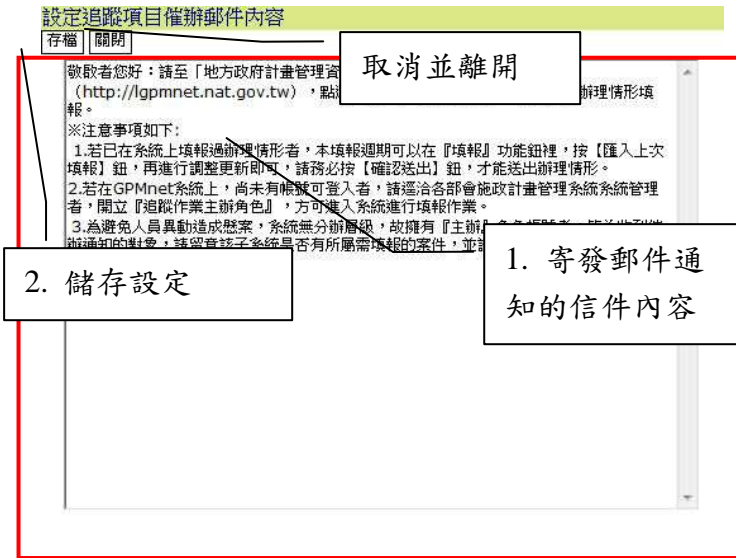 設定追蹤項目催辦郵件內容
存檔 關閉
取消並離開
敬啟者您好：請至「地方政府計畫管理資
（http://lgpmnet.nat.gov.tw），點 辦理情形填
報。
※注意事項如下:
1.若已在系統上填報過辦理情形者，本填報週期可以在『填報』功能鈕裡，按【匯入上次
填報】鈕，再進行調整更新即可，請務必按【確認送出】鈕，才能送出辦理情形。
2.若在GPMnet系統上，尚未有帳號可登入者，請逕洽各部會施政計畫管理系統系統管理
者，開立『追蹤作業主辦角色』，方可進入系統進行填報作業。
3.為避免人員異動造成懸案，系統無分辦層級，故擁有『主辦』
辦通知的對象，請留意該子系統是否有所屬需填報的案件，並
1. 寄發郵件通
知的信件內容
2. 儲存設定